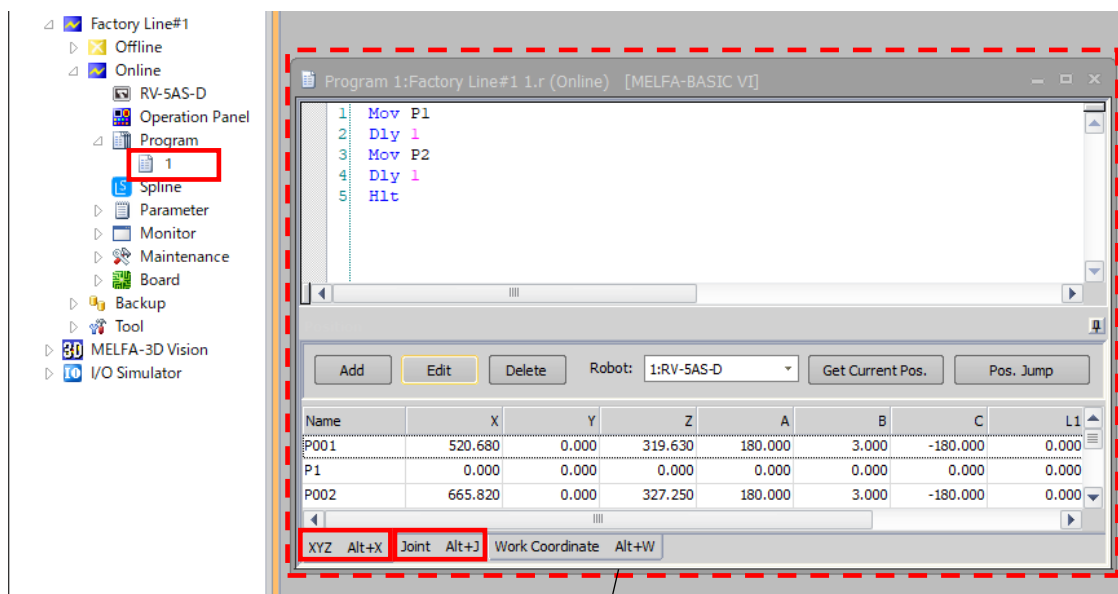 Factory Line#1
Offline
Online
RV-5AS-D
Operation Panel
Program
1
Spline
Parameter
Monitor
Maintenance
Board
Backup
Tool
MELFA-3D Vision
I/O Simulator
Program 1:Factory Line#1 1.r (Online) [MELFA-BASIC VI]
1 Mov P1
2 Dly 1
3 Mov P2
4 Dly 1
5 Hlt
Add Edit Delete Robot: 1:RV-5AS-D Get Current Pos. Pos. Jump
Name X Y Z A B C L1
P001 520.680 0.000 319.630 180.000 3.000 -180.000 0.000
P1 0.000 0.000 0.000 0.000 0.000 0.000 0.000
P002 665.820 0.000 327.250 180.000 3.000 -180.000 0.000
XYZ Alt+X Joint Alt+J Work Coordinate Alt+W